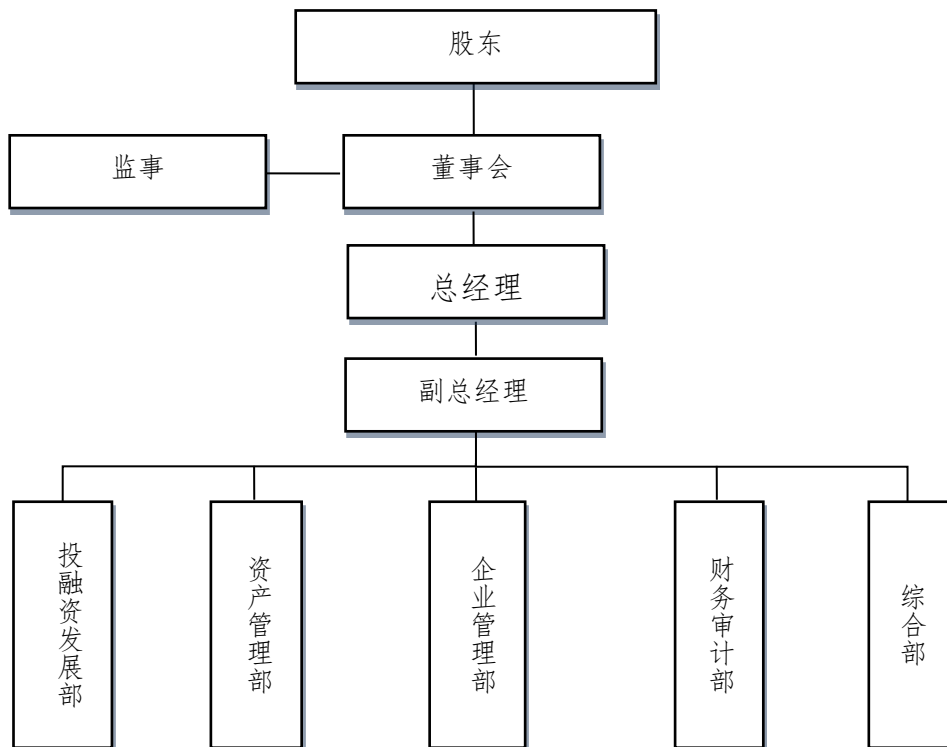 股东
监事
董事会
总经理
副总经理
投融资发展部
资产管理部
企业管理部
财务审计部
综合部